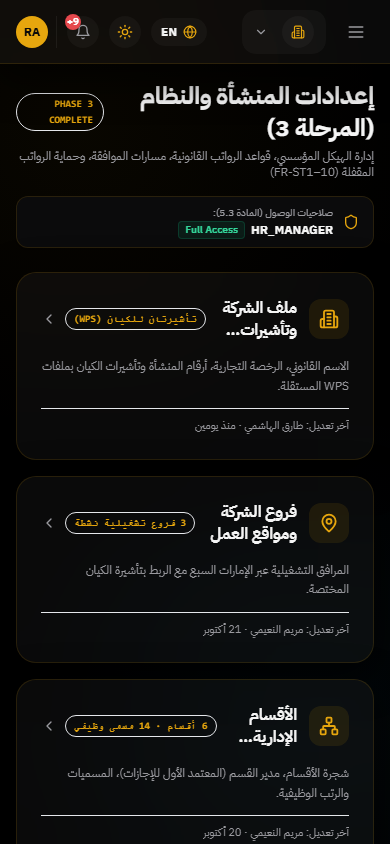 RA
+9
EN
إعدادات المنشأة والنظام
(المرحلة 3)
PHASE 3
COMPLETE
إدارة الهيكل المؤسسي، قواعد الرواتب القانونية، مسارات الموافقة، وحماية الرواتب
المقفلة (FR-ST1–10)
صلاحيات الوصول (المادة 5.3):
HR_MANAGER Full Access
ملف الشركة
وتأشيرات...
تأشيرتان للكيان (WPS)
الاسم القانوني، الرخصة التجارية، أرقام المنشأة وتأشيرات الكيان بملفات
WPS المستقلة.
آخر تعديل: طارق الهاشمي · منذ يومين
فروع الشركة
ومواقع العمل
3 فروع تشغيلية نشطة
المرافق التشغيلية عبر الإمارات السبع مع الربط بتأشيرة الكيان
المختصة.
آخر تعديل: مريم النعيمي · 21 أكتوبر
الأقسام
الإدارية...
6 أقسام · 14 مسمى وظيفي
شجرة الأقسام، مدير القسم (المعتمد الأول للإجازات)، المسميات
والرتب الوظيفية.
آخر تعديل: مريم النعيمي · 20 أكتوبر